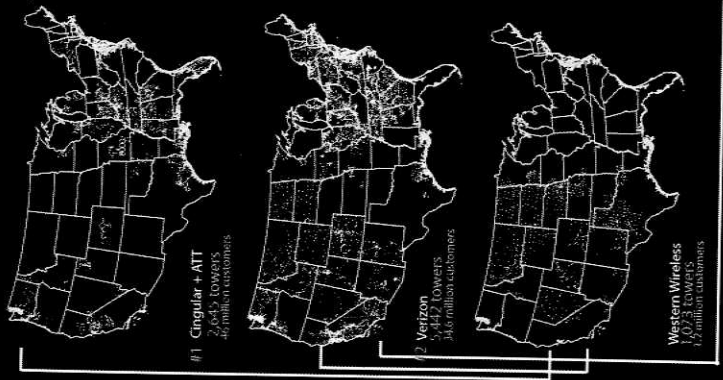 #1 Cingular + ATT
2,645 towers
46 million customers
#2 Verizon
5,442 towers
34.6 million customers
Western Wireless
1,073 towers
1.2 million customers